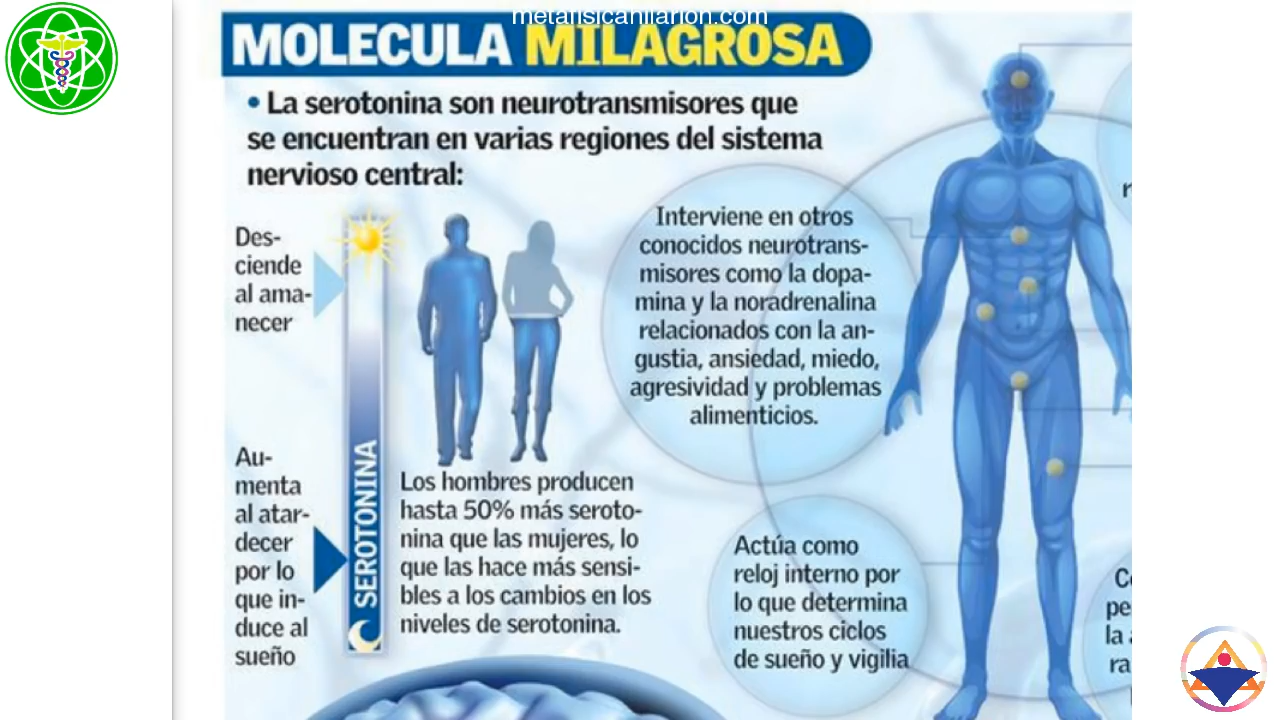 metafisicahilarion.com
MOLECULA MILAGROSA
• La serotonina son neurotransmisores que
se encuentran en varias regiones del sistema
nervioso central:
Des-
ciende
al ama-
necer
Au-
menta
al atar-
decer
por lo
que in-
duce al
sueño
SEROTONINA
Los hombres producen
hasta 50% más seroto-
nina que las mujeres, lo
que las hace más sensi-
bles a los cambios en los
niveles de serotonina.
Interviene en otros
conocidos neurotrans-
misores como la dopa-
mina y la noradrenalina
relacionados con la an-
gustia, ansiedad, miedo,
agresividad y problemas
alimenticios.
Actúa como
reloj interno por
lo que determina
nuestros ciclos
de sueño y vigilia
pe
la
ra